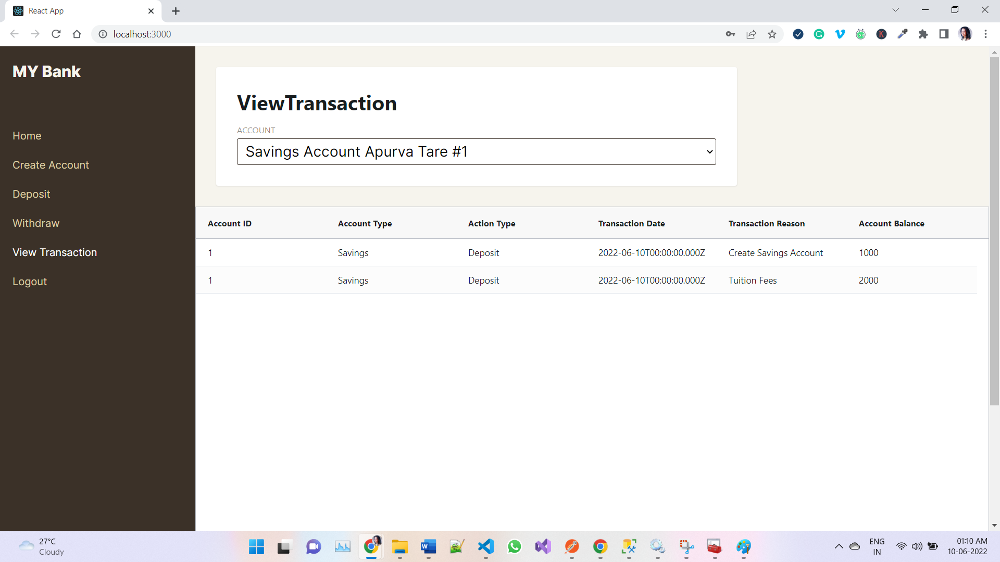 React App
localhost:3000
MY Bank
Home
Create Account
Deposit
Withdraw
View Transaction
Logout
ViewTransaction
ACCOUNT
Savings Account Apurva Tare #1
Account ID Account Type Action Type Transaction Date Transaction Reason Account Balance
1 Savings Deposit 2022-06-10T00:00:00.000Z Create Savings Account 1000
1 Savings Deposit 2022-06-10T00:00:00.000Z Tuition Fees 2000
27°C
Cloudy
ENG
IN
01:10 AM
10-06-2022